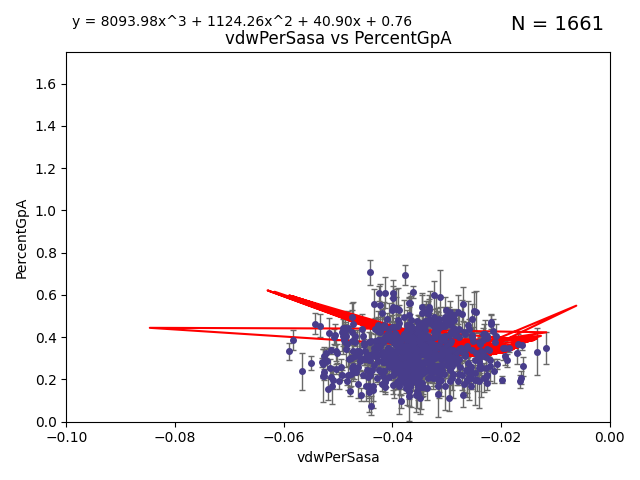 y = 8093.98x^3 + 1124.26x^2 + 40.90x + 0.76
N = 1661
vdwPerSasa vs PercentGpA
PercentGpA
1.6
1.4
1.2
1.0
0.8
0.6
0.4
0.2
0.0
−0.10 −0.08 −0.06 −0.04 −0.02 0.00
vdwPerSasa